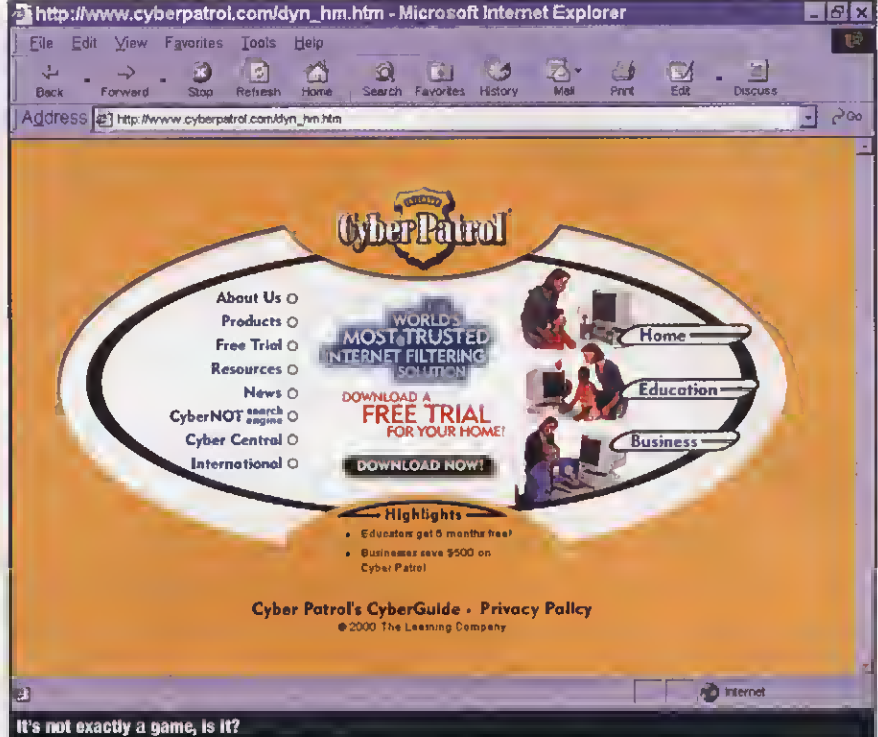 http://www.cyberpatrol.com/dyn_hm.htm - Microsoft Internet Explorer
File Edit View Favorites Tools Help
Back Forward Stop Refresh Home Search Favorites History Mail Print Edit Discuss
Address http://www.cyberpatrol.com/dyn_hm.htm Go
CyberPatrol
About Us
Products
Free Trial
Resources
News
CyberNOT search engine
Cyber Central
International
WORLD'S
MOST TRUSTED
INTERNET FILTERING
SOLUTION
DOWNLOAD A
FREE TRIAL
FOR YOUR HOME!
DOWNLOAD NOW!
Home
Education
Business
Highlights
• Educators get 6 months free!
• Businesses save $500 on
Cyber Patrol
Cyber Patrol's CyberGuide • Privacy Policy
© 2000 The Learning Company
Internet
It's not exactly a game, is it?